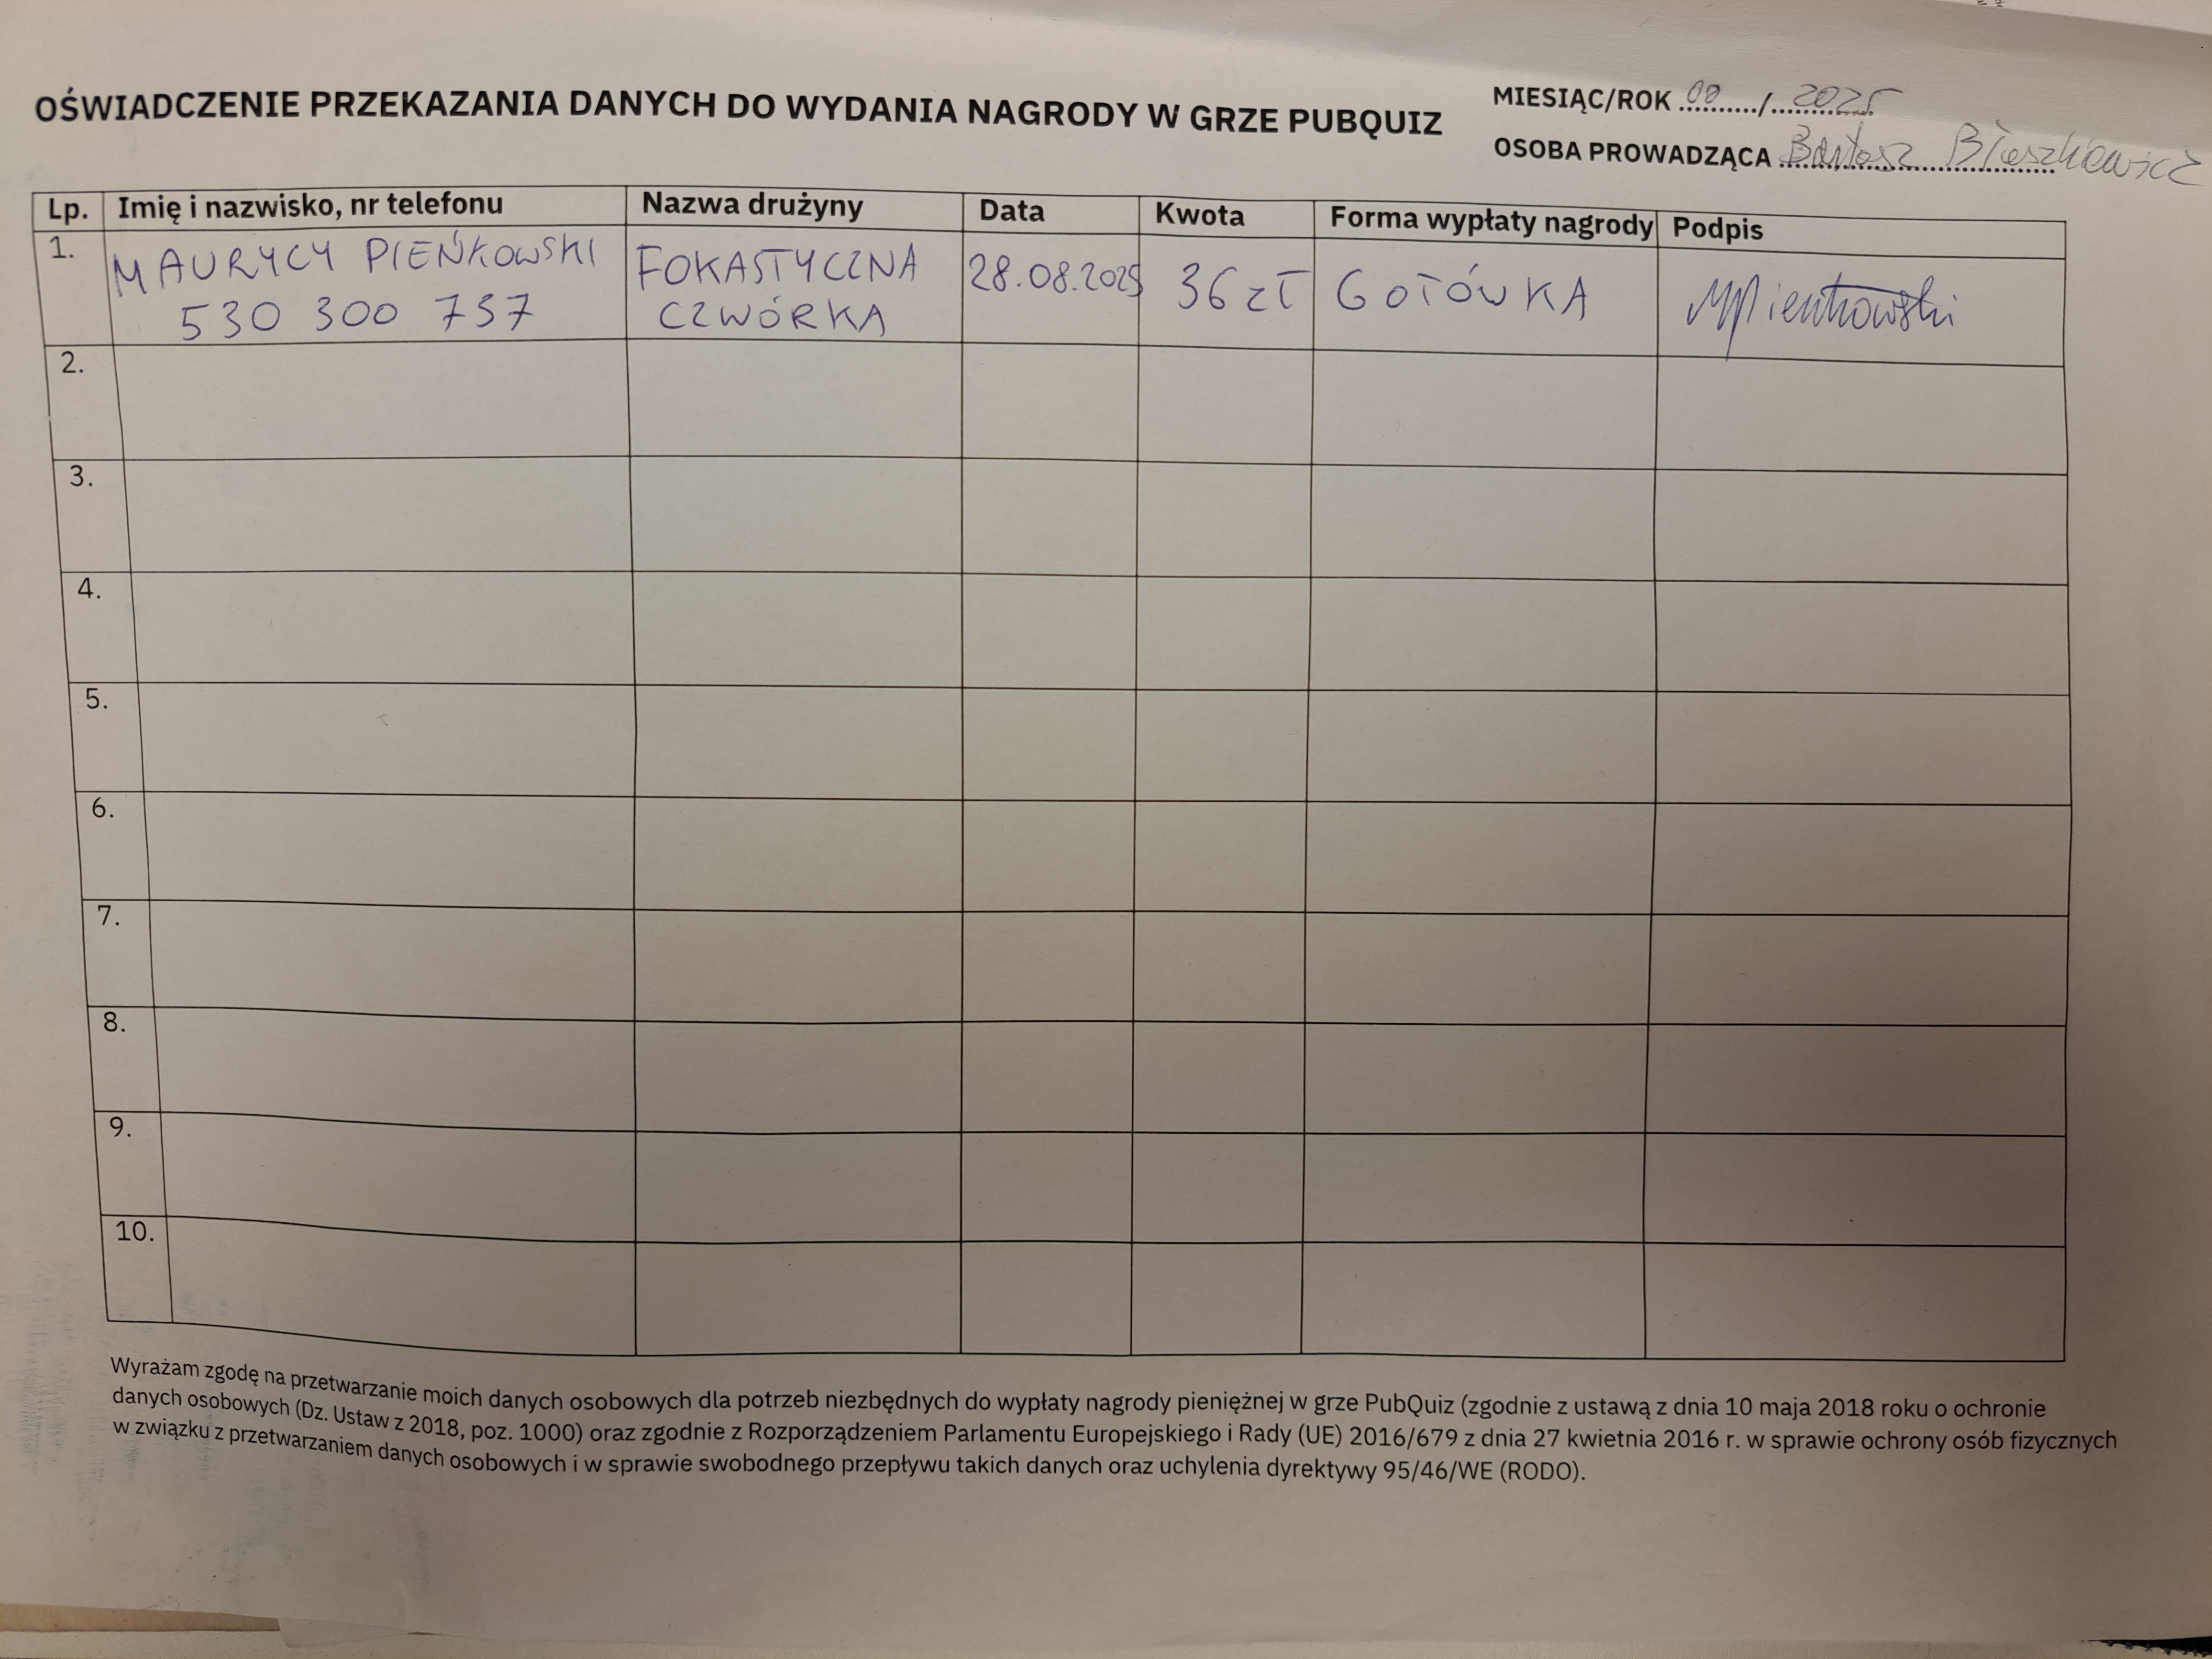 OŚWIADCZENIE PRZEKAZANIA DANYCH DO WYDANIA NAGRODY W GRZE PUBQUIZ
MIESIĄC/ROK 08 / 2025
OSOBA PROWADZĄCA Bartosz Błaszkiewicz
Lp. Imię i nazwisko, nr telefonu Nazwa drużyny Data Kwota Forma wypłaty nagrody Podpis
1. MAURYCY PIEŃKOWSKI FOKASTYCZNA 28.08.2025 36 zł GOTÓWKA MPieńkowski
530 300 737 CZWÓRKA
2.
3.
4.
5.
6.
7.
8.
9.
10.
Wyrażam zgodę na przetwarzanie moich danych osobowych dla potrzeb niezbędnych do wypłaty nagrody pieniężnej w grze PubQuiz (zgodnie z ustawą z dnia 10 maja 2018 roku o ochronie
danych osobowych (Dz. Ustaw z 2018, poz. 1000) oraz zgodnie z Rozporządzeniem Parlamentu Europejskiego i Rady (UE) 2016/679 z dnia 27 kwietnia 2016 r. w sprawie ochrony osób fizycznych
w związku z przetwarzaniem danych osobowych i w sprawie swobodnego przepływu takich danych oraz uchylenia dyrektywy 95/46/WE (RODO).